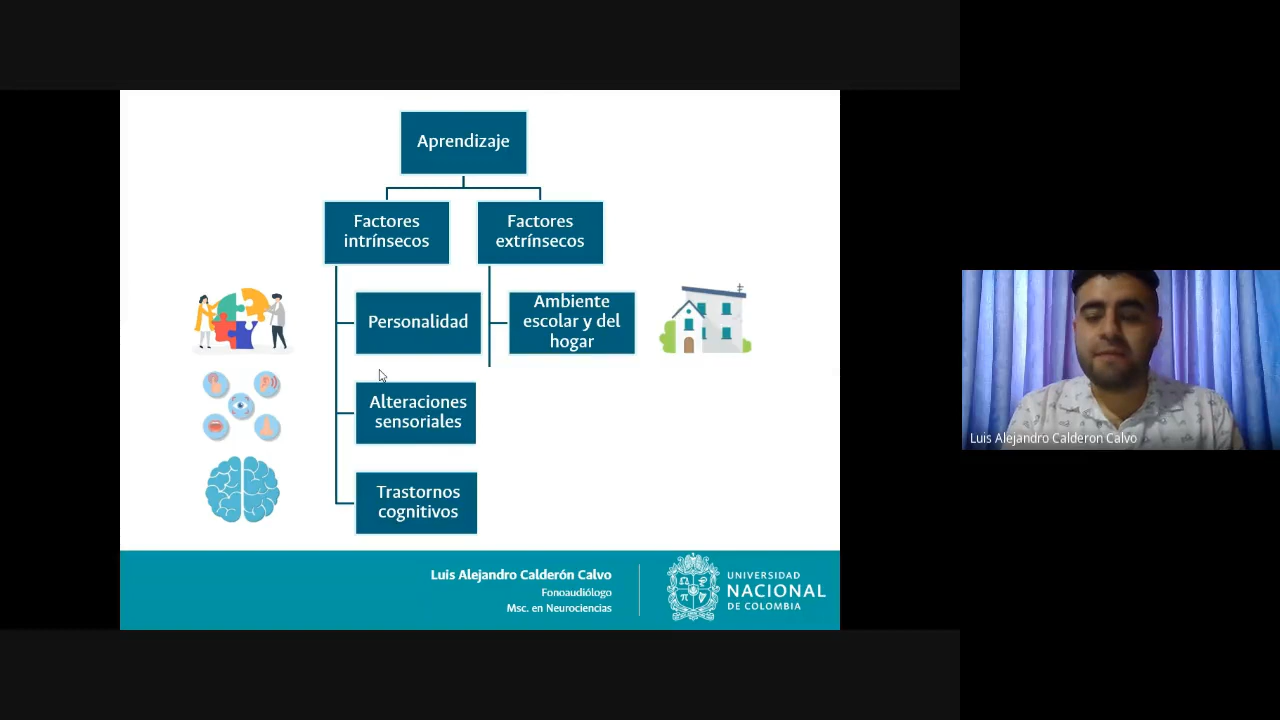 Aprendizaje
Factores
intrínsecos
Factores
extrínsecos
Personalidad
Ambiente
escolar y del
hogar
Alteraciones
sensoriales
Trastornos
cognitivos
Luis Alejandro Calderón Calvo
Fonoaudiólogo
Msc. en Neurociencias
UNIVERSIDAD
NACIONAL
DE COLOMBIA
Luis Alejandro Calderon Calvo